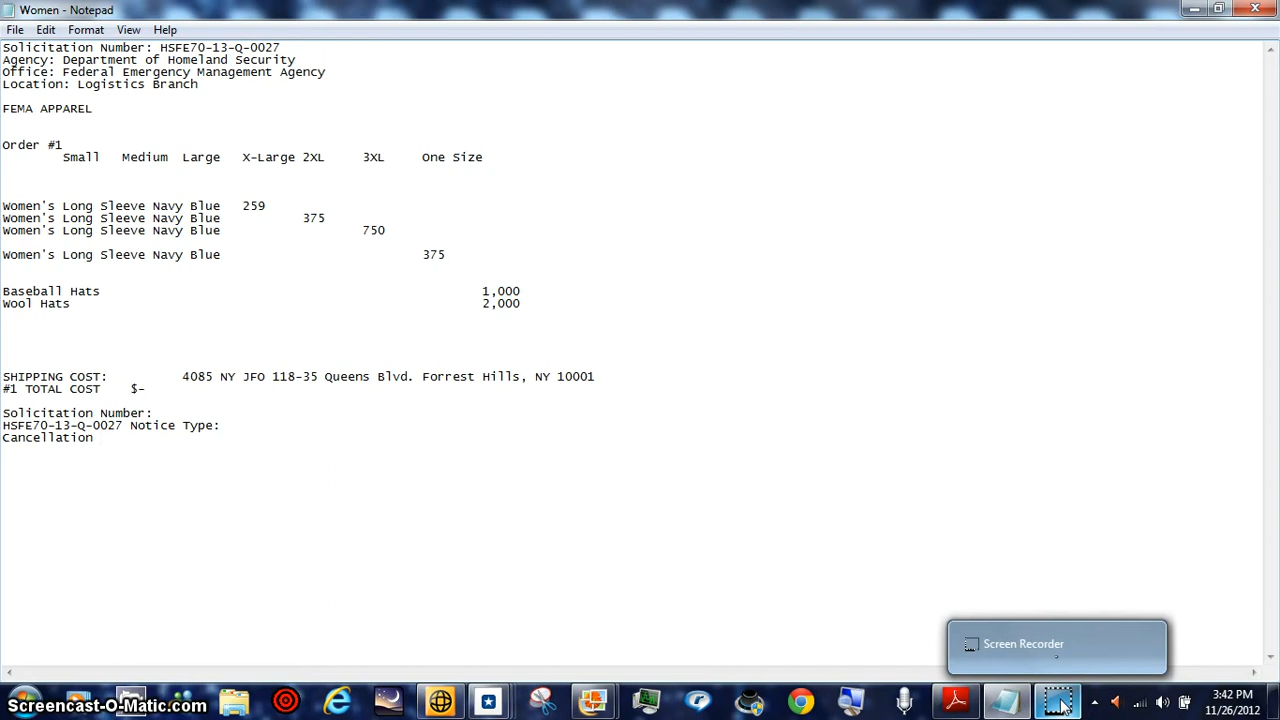 Women - Notepad
File Edit Format View Help
Solicitation Number: HSFE70-13-Q-0027
Agency: Department of Homeland Security
Office: Federal Emergency Management Agency
Location: Logistics Branch
FEMA APPAREL
Order #1
Small Medium Large X-Large 2XL 3XL One Size
Women's Long Sleeve Navy Blue 259
Women's Long Sleeve Navy Blue 375
Women's Long Sleeve Navy Blue 750
Women's Long Sleeve Navy Blue 375
Baseball Hats 1,000
Wool Hats 2,000
SHIPPING COST: 4085 NY JFO 118-35 Queens Blvd. Forrest Hills, NY 10001
#1 TOTAL COST $-
Solicitation Number:
HSFE70-13-Q-0027 Notice Type:
Cancellation
Screen Recorder
Screencast-O-Matic.com
3:42 PM
11/26/2012